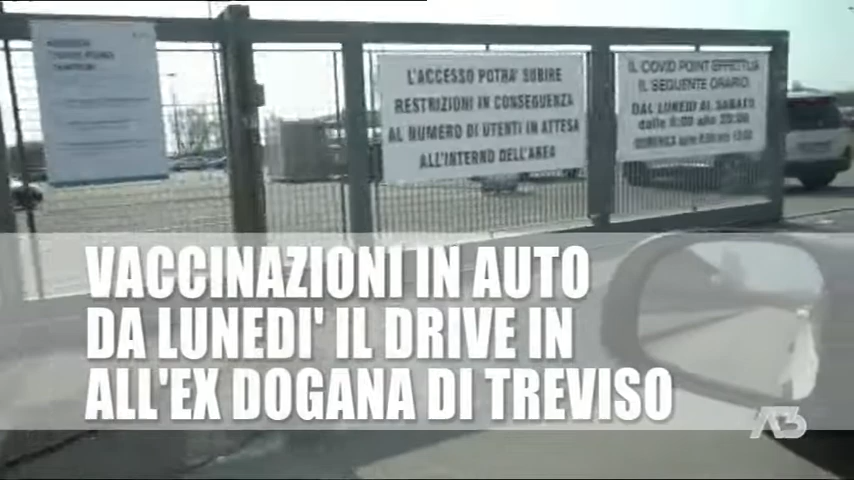 L'ACCESSO POTRA' SUBIRE
RESTRIZIONI IN CONSEGUENZA
AL NUMERO DI UTENTI IN ATTESA
ALL'INTERNO DELL'AREA
IL COVID POINT EFFETTUA
IL SEGUENTE ORARIO:
DAL LUNEDI AL SABATO
VACCINAZIONI IN AUTO
DA LUNEDI' IL DRIVE IN
ALL'EX DOGANA DI TREVISO
A3